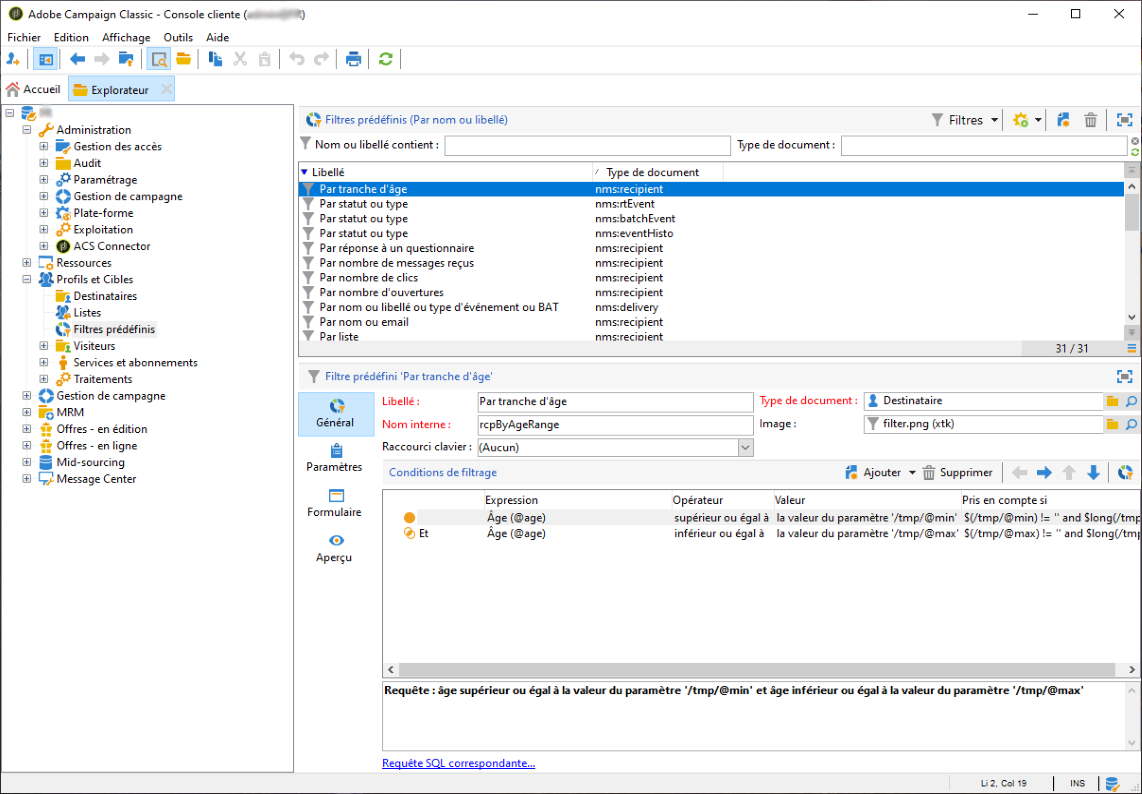 Adobe Campaign Classic - Console cliente (
Fichier Edition Affichage Outils Aide
Accueil Explorateur
Administration
Gestion des accès
Audit
Paramétrage
Gestion de campagne
Plate-forme
Exploitation
ACS Connector
Ressources
Profils et Cibles
Destinataires
Listes
Filtres prédéfinis
Visiteurs
Services et abonnements
Traitements
Gestion de campagne
MRM
Offres - en édition
Offres - en ligne
Mid-sourcing
Message Center
Filtres prédéfinis (Par nom ou libellé) Filtres
Nom ou libellé contient : Type de document :
Libellé Type de document
Par tranche d'âge nms:recipient
Par statut ou type nms:rtEvent
Par statut ou type nms:batchEvent
Par statut ou type nms:eventHisto
Par réponse à un questionnaire nms:recipient
Par nombre de messages reçus nms:recipient
Par nombre de clics nms:recipient
Par nombre d'ouvertures nms:recipient
Par nom ou libellé ou type d'événement ou BAT nms:delivery
Par nom ou email nms:recipient
Par liste nms:recipient
31 / 31
Filtre prédéfini 'Par tranche d'âge'
Général
Paramètres
Formulaire
Aperçu
Libellé : Par tranche d'âge Type de document : Destinataire
Nom interne : rcpByAgeRange Image : filter.png (xtk)
Raccourci clavier : (Aucun)
Conditions de filtrage Ajouter Supprimer
Expression Opérateur Valeur Pris en compte si
Âge (@age) supérieur ou égal à la valeur du paramètre '/tmp/@min' $(/tmp/@min) != '' and $long(/tmp
Et Âge (@age) inférieur ou égal à la valeur du paramètre '/tmp/@max' $(/tmp/@max) != '' and $long(/tmp
Requête : âge supérieur ou égal à la valeur du paramètre '/tmp/@min' et âge inférieur ou égal à la valeur du paramètre '/tmp/@max'
Requête SQL correspondante...
Li 2, Col 19 INS